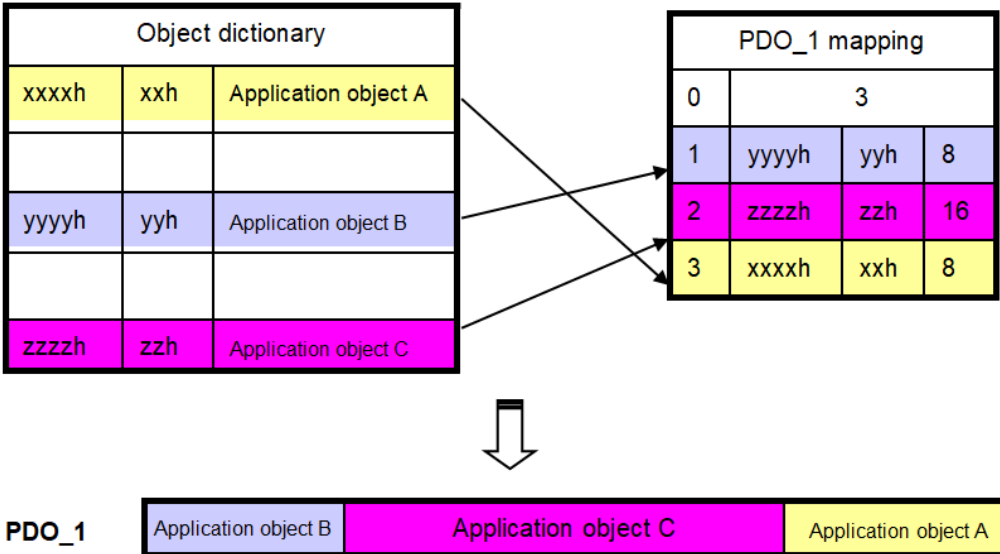 Object dictionary
xxxxh xxh Application object A
yyyyh yyh Application object B
zzzzh zzh Application object C
PDO_1 mapping
0 3
1 yyyyh yyh 8
2 zzzzh zzh 16
3 xxxxh xxh 8
PDO_1 Application object B Application object C Application object A